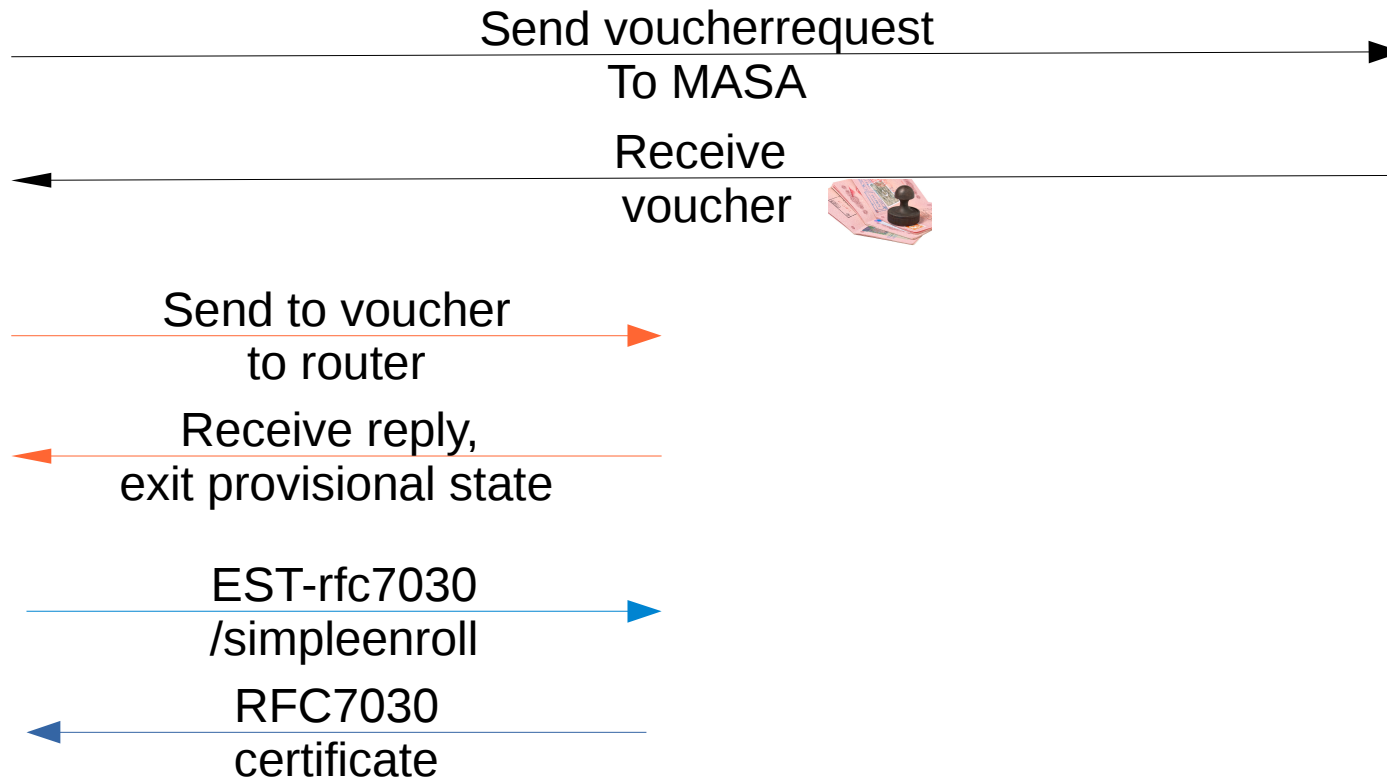 Send voucherrequest
To MASA
Receive
voucher
Send to voucher
to router
Receive reply,
exit provisional state
EST-rfc7030
/simpleenroll
RFC7030
certificate